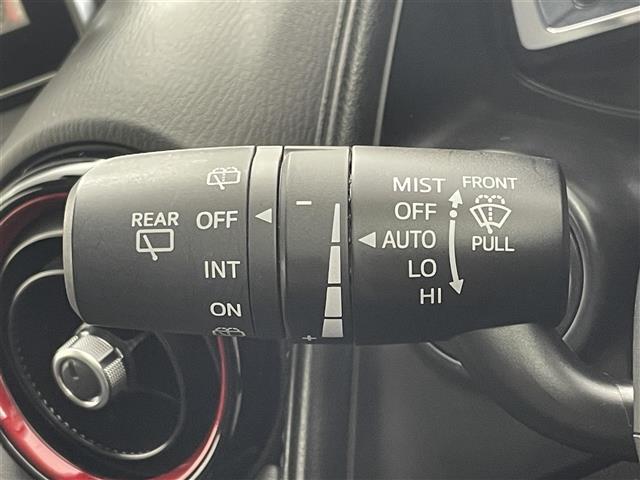 REAR
OFF
INT
ON
−
+
MIST
OFF
AUTO
LO
HI
FRONT
PULL